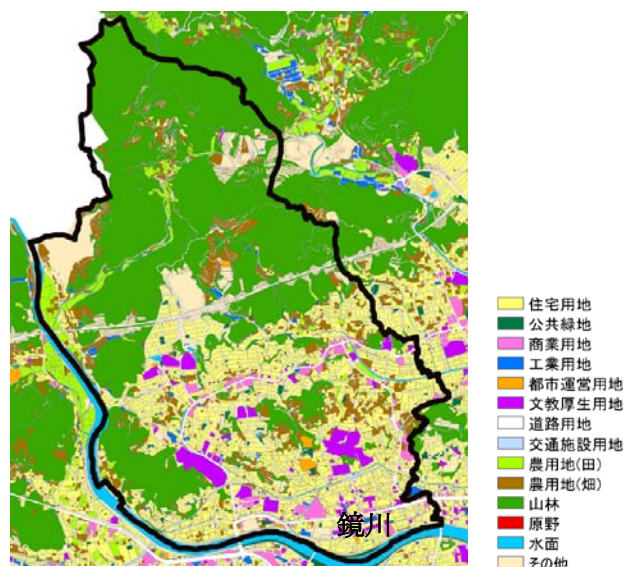 鏡川
住宅用地
公共緑地
商業用地
工業用地
都市運営用地
文教厚生用地
道路用地
交通施設用地
農用地(田)
農用地(畑)
山林
原野
水面
その他